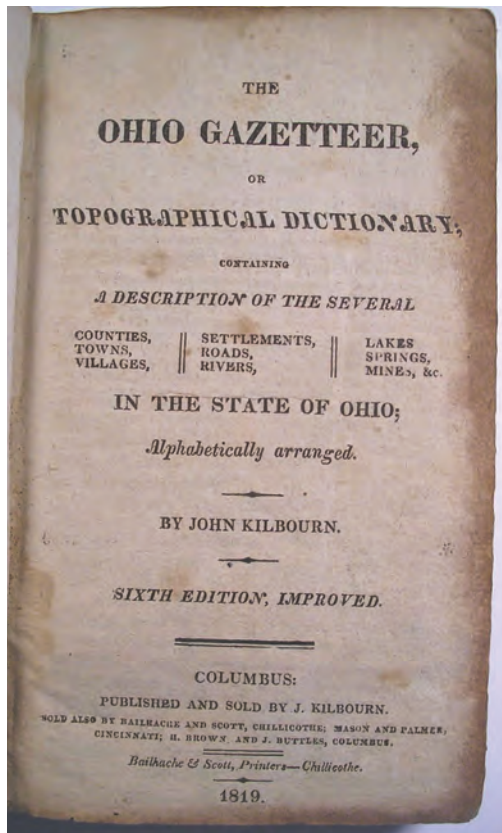 THE
OHIO GAZETTEER,
OR
TOPOGRAPHICAL DICTIONARY;
CONTAINING
A DESCRIPTION OF THE SEVERAL
COUNTIES,
TOWNS,
VILLAGES,
SETTLEMENTS,
ROADS,
RIVERS,
LAKES
SPRINGS,
MINES, &c.
IN THE STATE OF OHIO;
Alphabetically arranged.
BY JOHN KILBOURN.
SIXTH EDITION, IMPROVED.
COLUMBUS:
PUBLISHED AND SOLD BY J. KILBOURN.
SOLD ALSO BY BAILHACHE AND SCOTT, CHILLICOTHE; MASON AND PALMER,
CINCINNATI; H. BROWN AND J. BUTTLES, COLUMBUS.
Bailhache & Scott, Printers—Chillicothe.
1819.